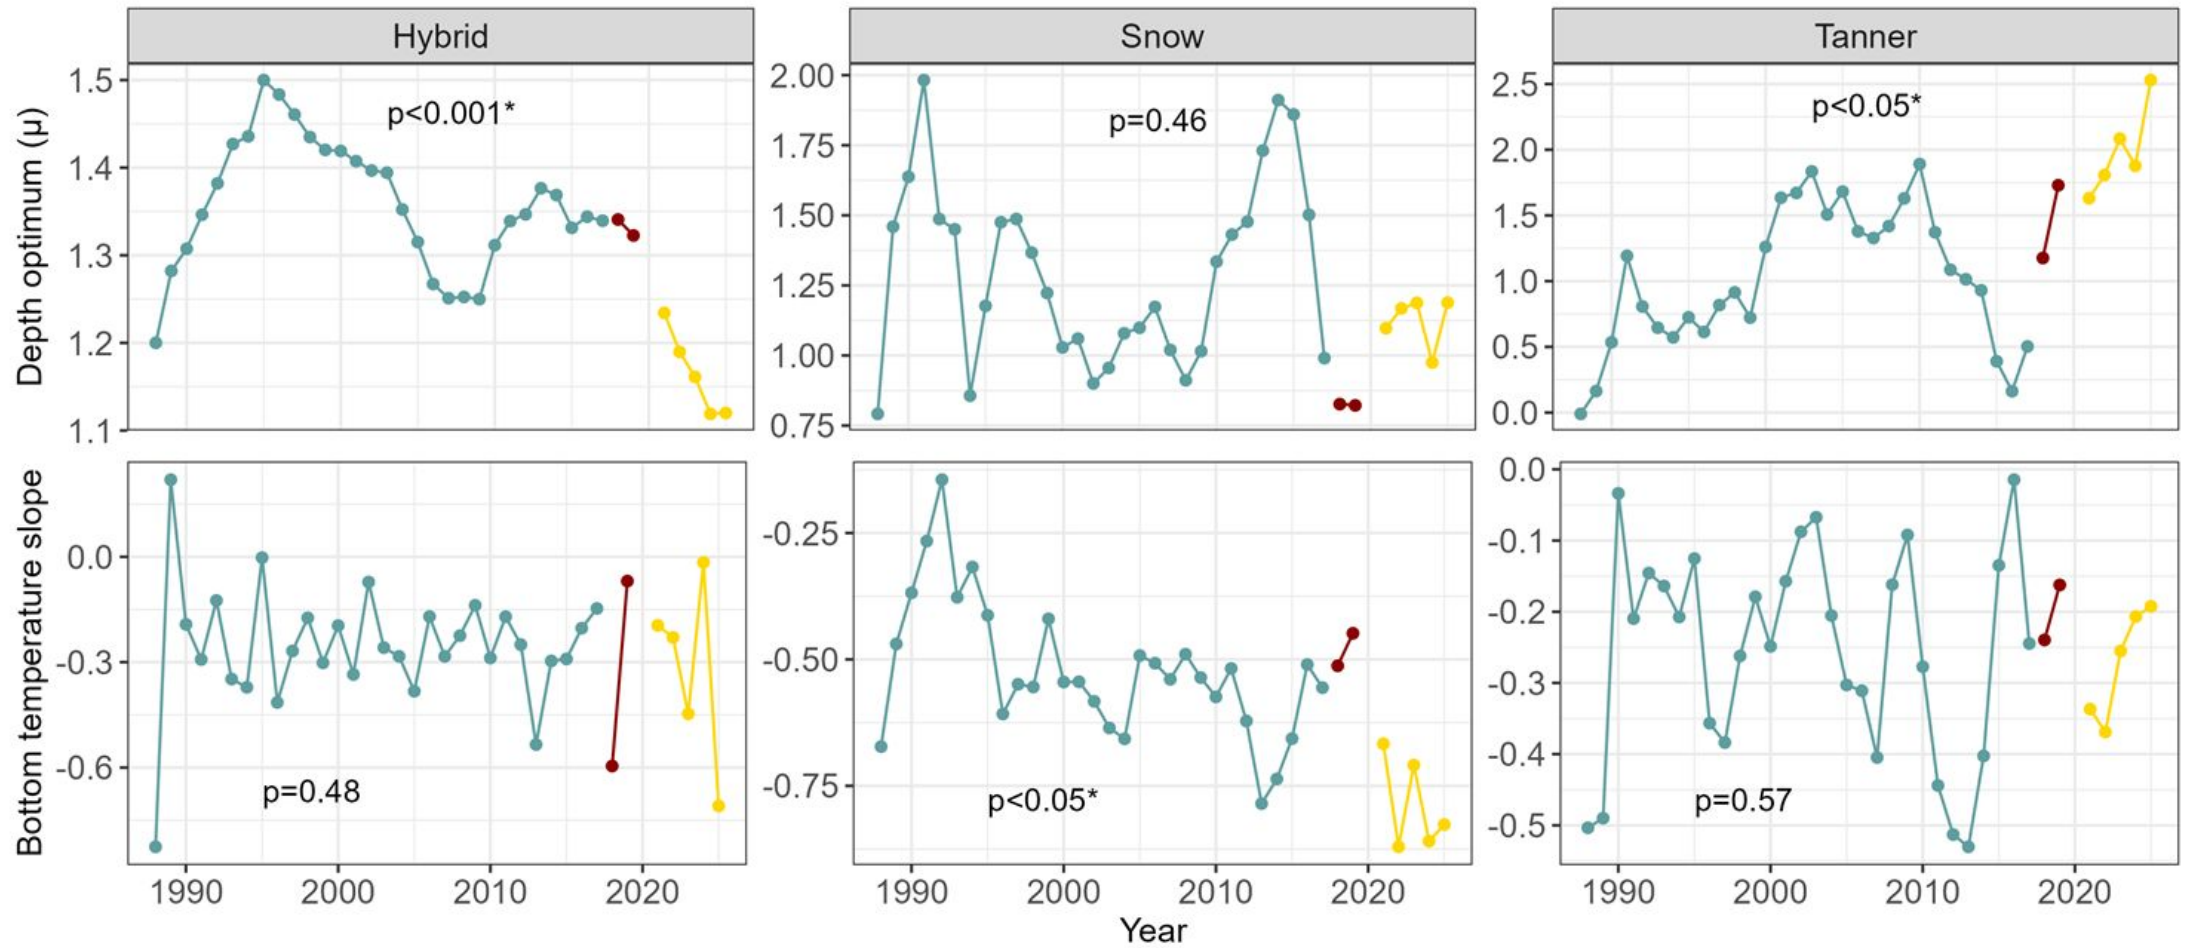 Hybrid
Snow
Tanner
Depth optimum (μ)
1.5
1.4
1.3
1.2
1.1
p<0.001*
2.00
1.75
1.50
1.25
1.00
0.75
p=0.46
2.5
2.0
1.5
1.0
0.5
0.0
p<0.05*
Bottom temperature slope
0.0
-0.3
-0.6
p=0.48
-0.25
-0.50
-0.75
p<0.05*
0.0
-0.1
-0.2
-0.3
-0.4
-0.5
p=0.57
1990 2000 2010 2020
1990 2000 2010 2020
1990 2000 2010 2020
Year